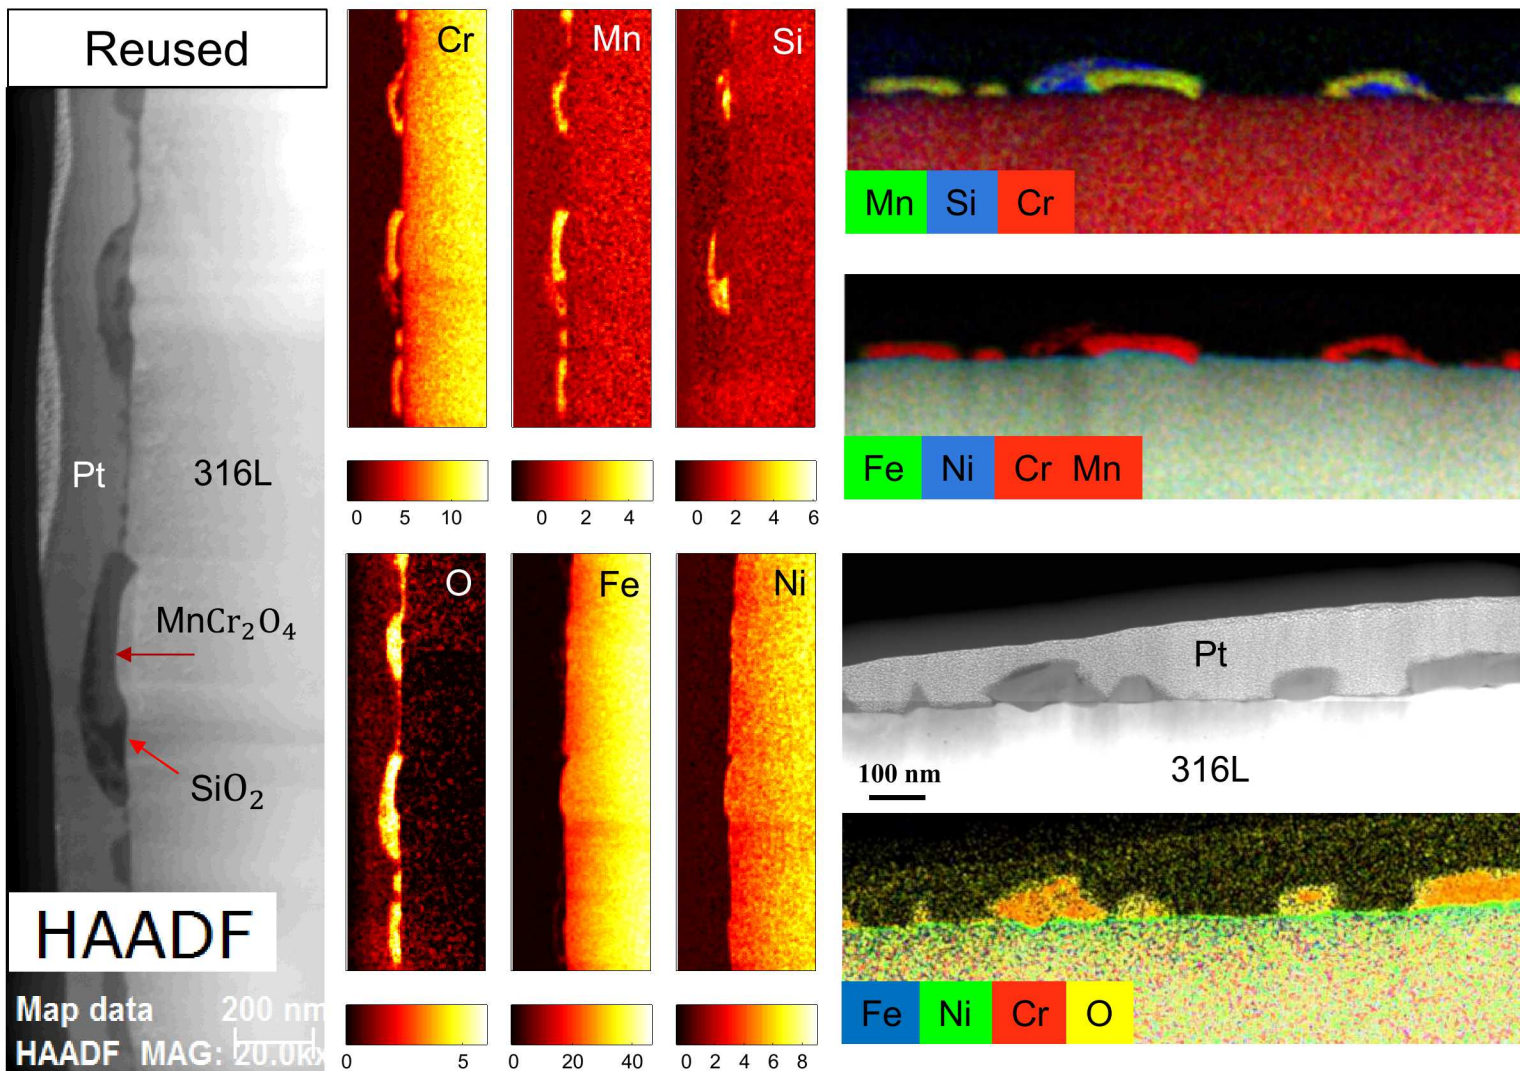 Reused
Pt
316L
MnCr₂O₄
SiO₂
HAADF
Map data 200 nm
HAADF MAG: 20.0kx
Cr
Mn
Si
0 5 10
0 2 4
0 2 4 6
O
Fe
Ni
0 5
0 20 40
0 2 4 6 8
Mn Si Cr
Fe Ni Cr Mn
Pt
100 nm
316L
Fe Ni Cr O